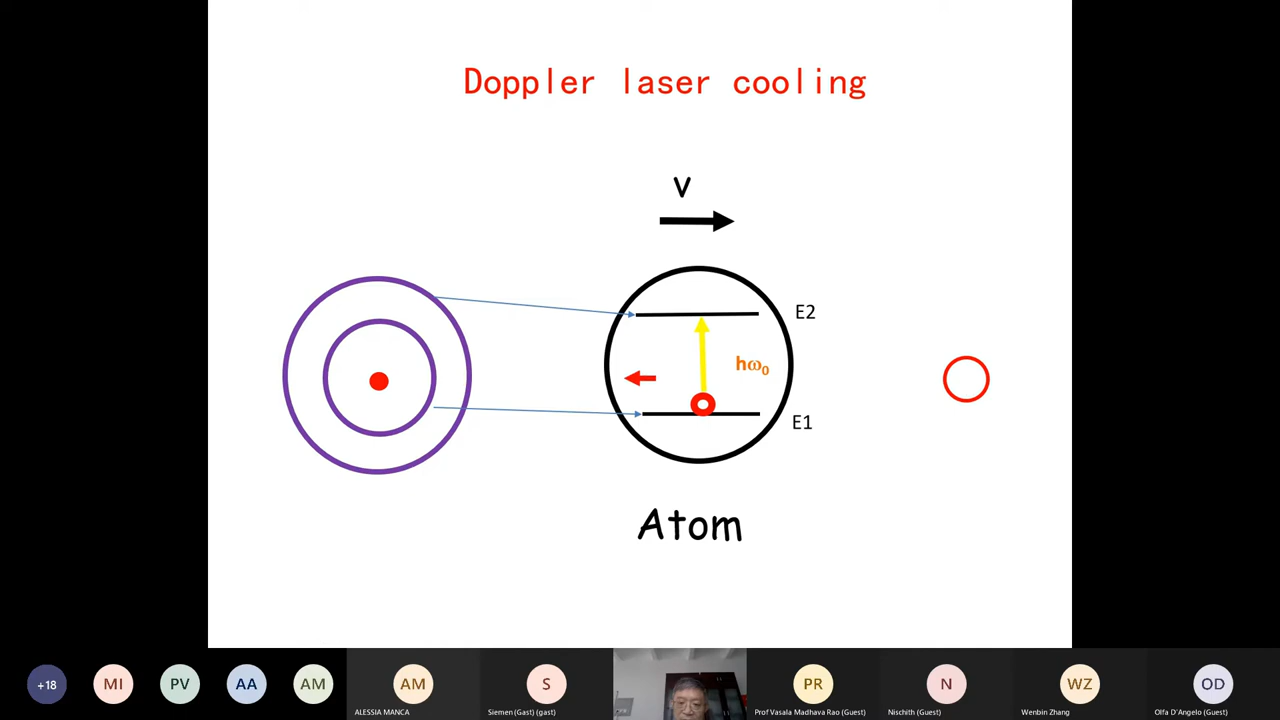 Doppler laser cooling
v
E2
hω₀
E1
Atom
+18
MI
PV
AA
AM
AM
ALESSIA MANCA
S
Siemen (Gast) (gast)
PR
Prof Vasala Madhava Rao (Guest)
N
Nischith (Guest)
WZ
Wenbin Zhang
OD
Olfa D'Angelo (Guest)